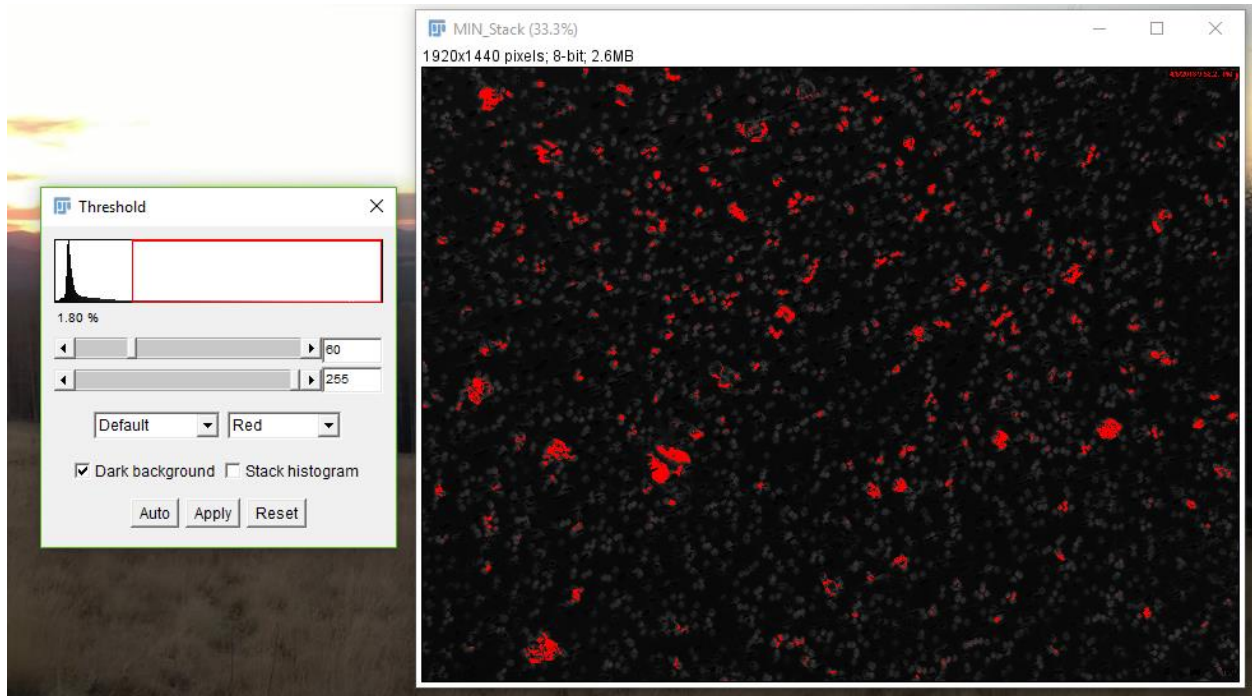 MIN_Stack (33.3%)
1920x1440 pixels; 8-bit; 2.6MB
Threshold
1.80 %
60
255
Default Red
Dark background Stack histogram
Auto Apply Reset